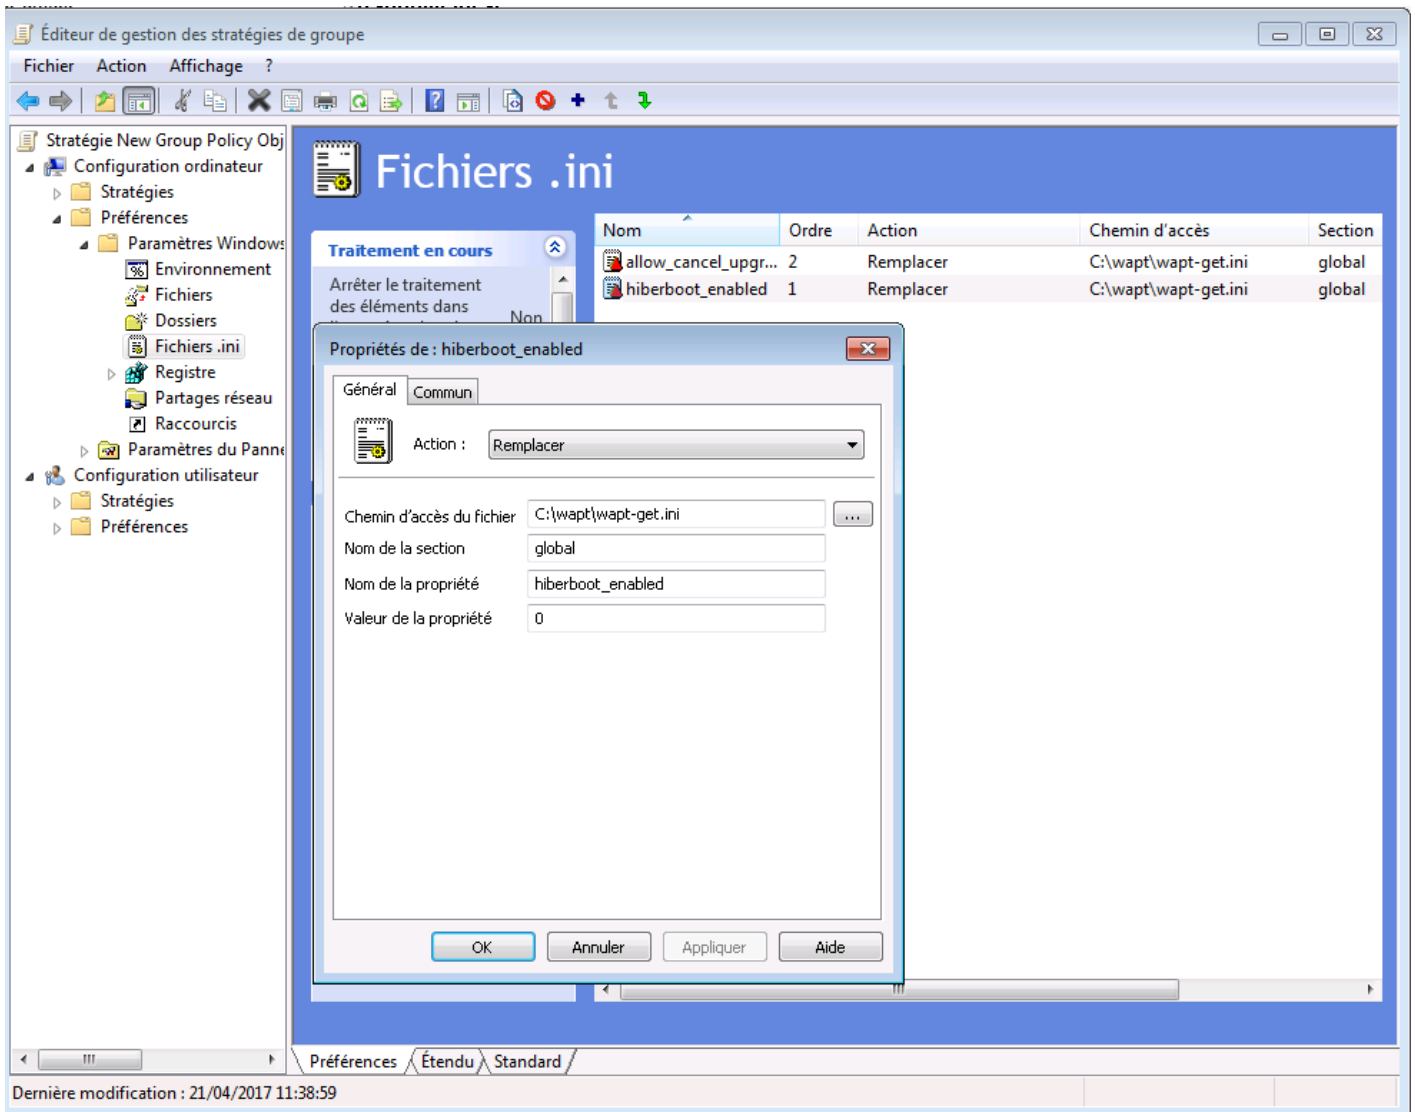 Éditeur de gestion des stratégies de groupe
Fichier Action Affichage ?
Stratégie New Group Policy Obj
Configuration ordinateur
Stratégies
Préférences
Paramètres Windows
Environnement
Fichiers
Dossiers
Fichiers .ini
Registre
Partages réseau
Raccourcis
Paramètres du Panne
Configuration utilisateur
Stratégies
Préférences
Fichiers .ini
Traitement en cours
Arrêter le traitement
des éléments dans
Non
Nom Ordre Action Chemin d'accès Section
allow_cancel_upgr... 2 Remplacer C:\wapt\wapt-get.ini global
hiberboot_enabled 1 Remplacer C:\wapt\wapt-get.ini global
Propriétés de : hiberboot_enabled
Général Commun
Action : Remplacer
Chemin d'accès du fichier C:\wapt\wapt-get.ini ...
Nom de la section global
Nom de la propriété hiberboot_enabled
Valeur de la propriété 0
OK Annuler Appliquer Aide
Préférences Étendu Standard
Dernière modification : 21/04/2017 11:38:59